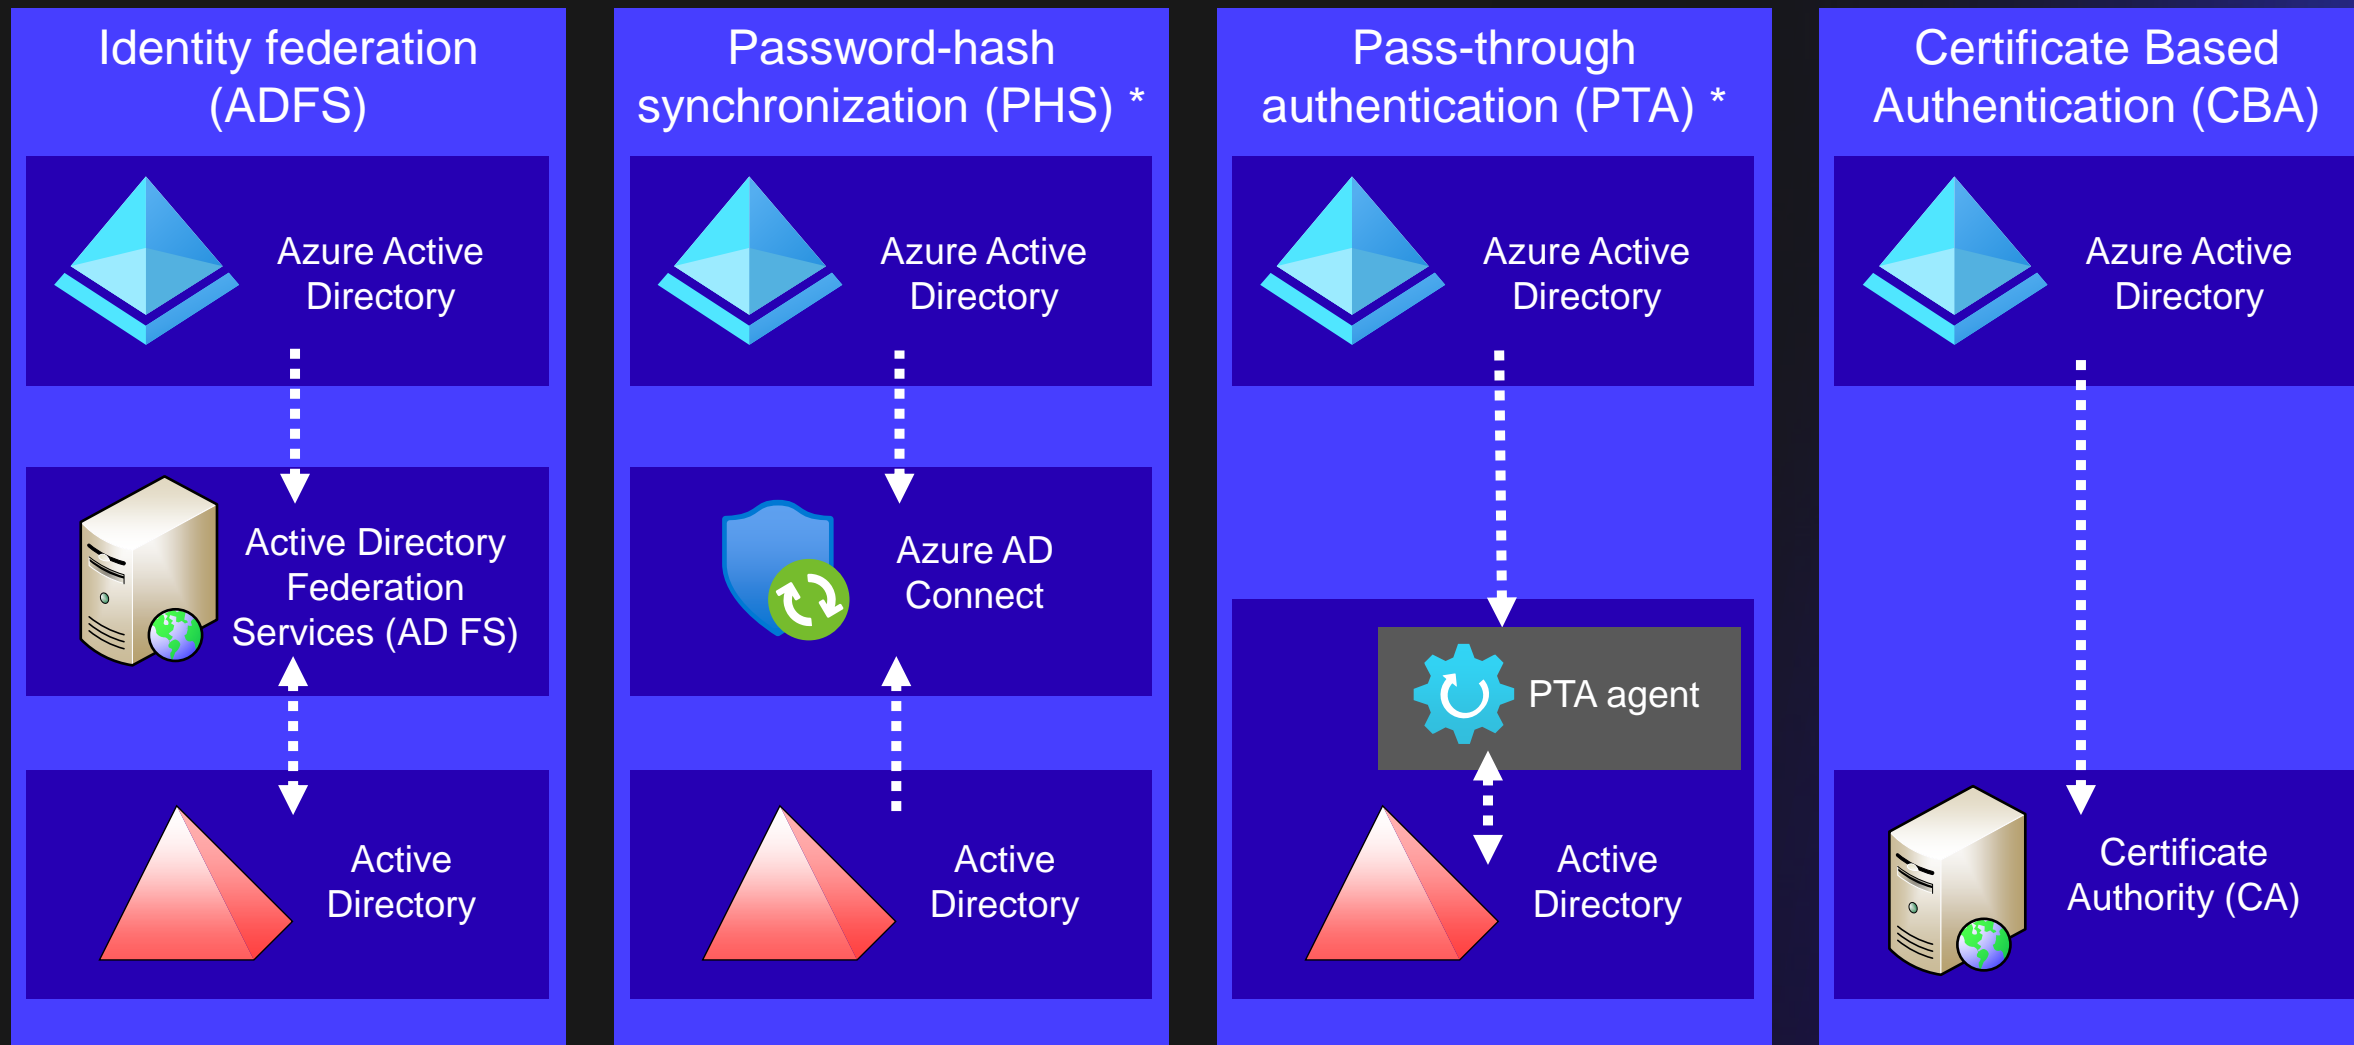 Identity federation
(ADFS)
Azure Active
Directory
Active Directory
Federation
Services (AD FS)
Active
Directory
Password-hash
synchronization (PHS) *
Azure Active
Directory
Azure AD
Connect
Active
Directory
Pass-through
authentication (PTA) *
Azure Active
Directory
PTA agent
Active
Directory
Certificate Based
Authentication (CBA)
Azure Active
Directory
Certificate
Authority (CA)